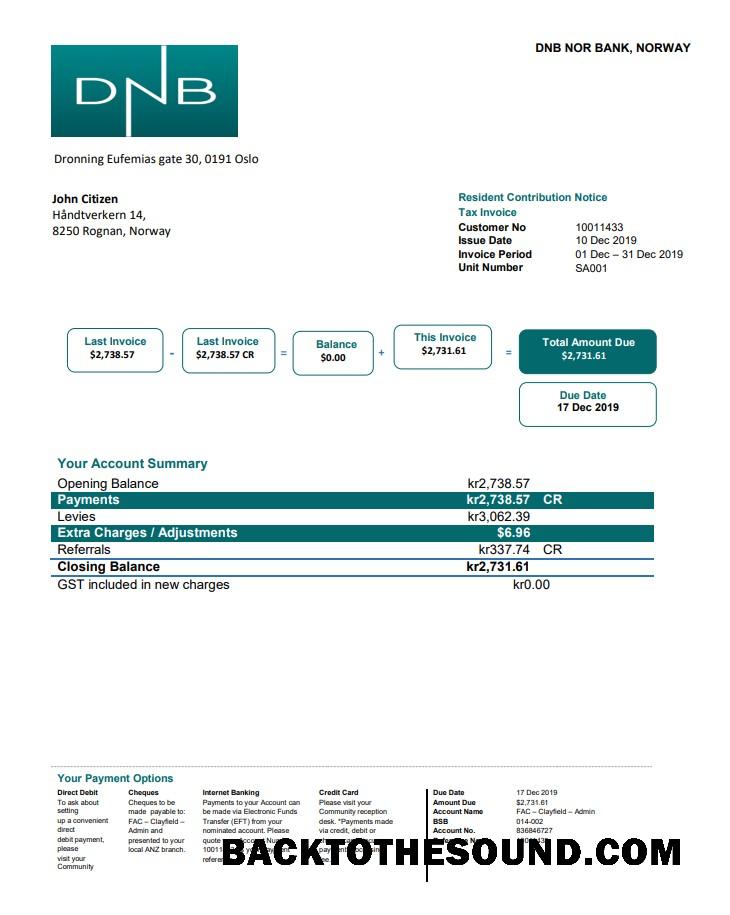 DNB NOR BANK, NORWAY
DNB
Dronning Eufemias gate 30, 0191 Oslo
John Citizen
Håndtverkern 14,
8250 Rognan, Norway
Resident Contribution Notice
Tax Invoice
Customer No 10011433
Issue Date 10 Dec 2019
Invoice Period 01 Dec – 31 Dec 2019
Unit Number SA001
Last Invoice
$2,738.57
-
Last Invoice
$2,738.57 CR
=
Balance
$0.00
+
This Invoice
$2,731.61
=
Total Amount Due
$2,731.61
Due Date
17 Dec 2019
Your Account Summary
Opening Balance kr2,738.57
Payments kr2,738.57 CR
Levies kr3,062.39
Extra Charges / Adjustments $6.96
Referrals kr337.74 CR
Closing Balance kr2,731.61
GST included in new charges kr0.00
Your Payment Options
Direct Debit
To ask about
setting
up a convenient
direct
debit payment,
please
visit your
Community
Cheques
Cheques to be
made payable to:
FAC – Clayfield –
Admin and
presented to your
local ANZ branch.
Internet Banking
Payments to your Account can
be made via Electronic Funds
Transfer (EFT) from your
nominated account. Please
quote
Credit Card
Please visit your
Community reception
desk. *Payments made
via credit, debit or
Due Date 17 Dec 2019
Amount Due $2,731.61
Account Name FAC – Clayfield – Admin
BSB 014-002
Account No. 836846727
BACKTOTHESOUND.COM